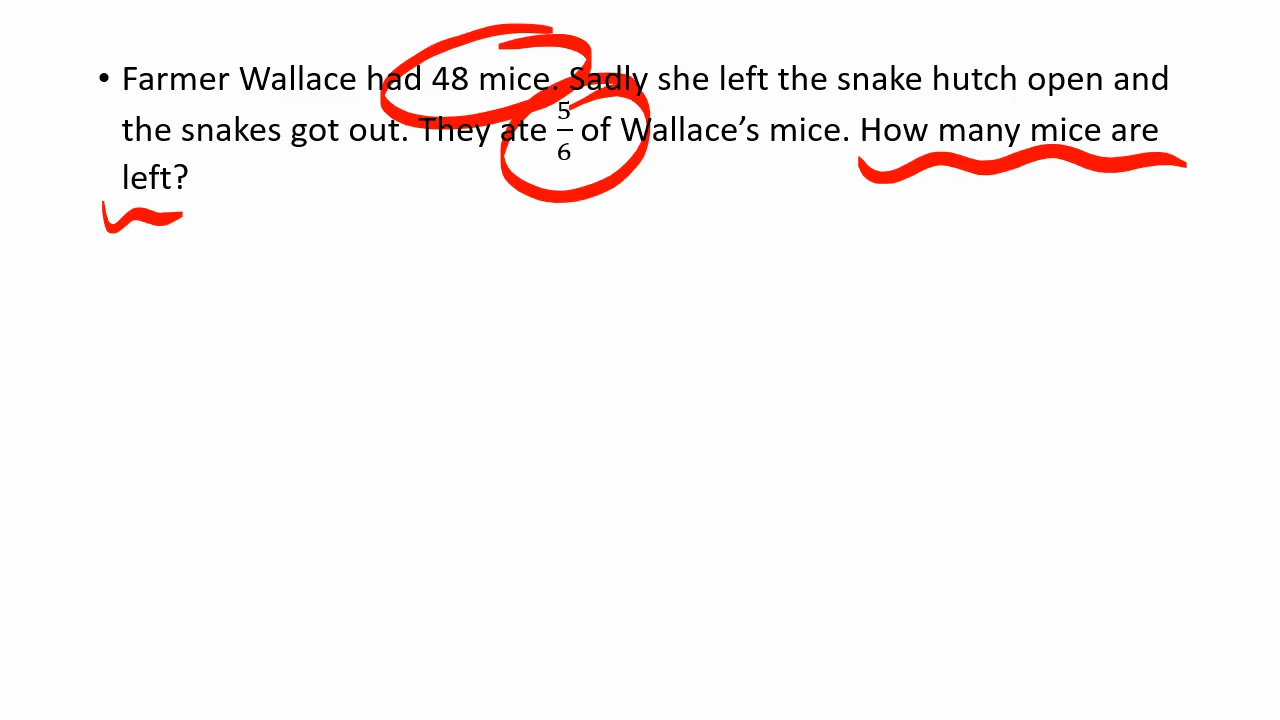 • Farmer Wallace had 48 mice. Sadly she left the snake hutch open and
the snakes got out. They ate 5/6 of Wallace’s mice. How many mice are
left?